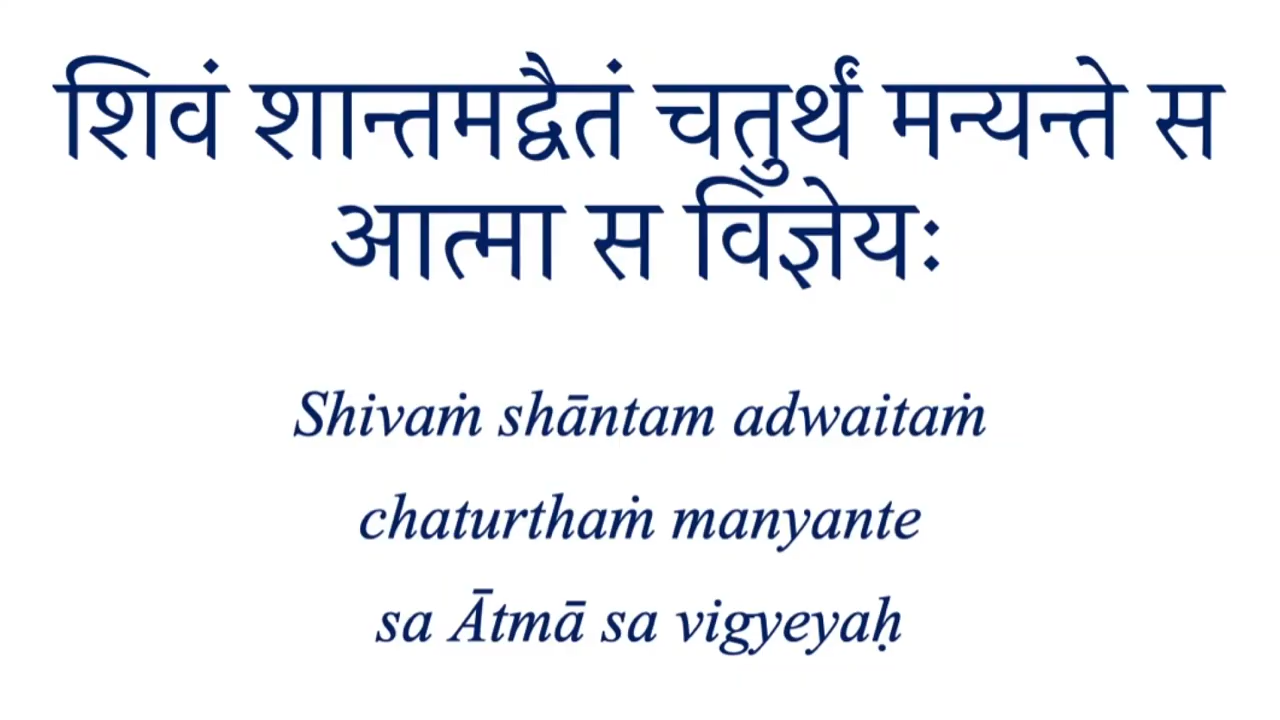 शिवं शान्तमद्वैतं चतुर्थं मन्यन्ते स
आत्मा स विज्ञेयः
Shivaṁ shāntam adwaitaṁ
chaturthaṁ manyante
sa Ātmā sa vigyeyaḥ